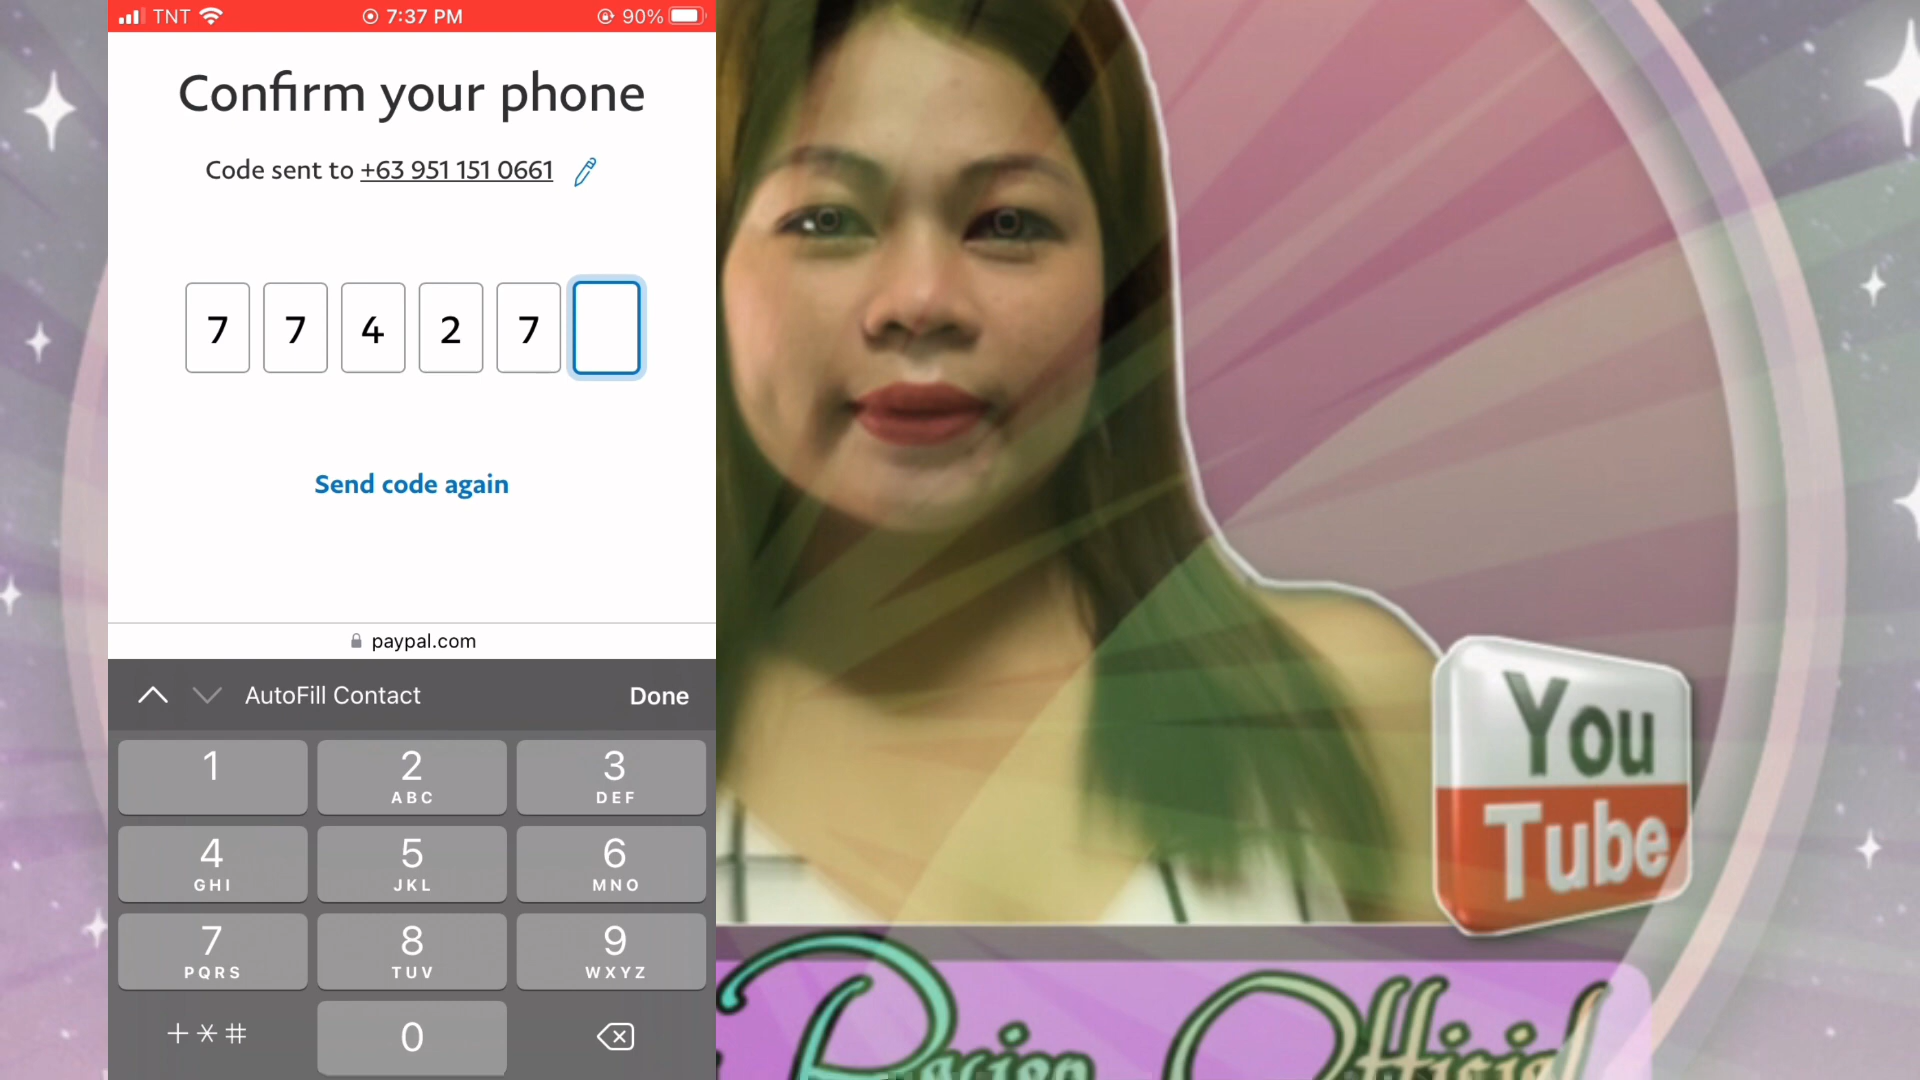 TNT 7:37 PM 90%
Confirm your phone
Code sent to +63 951 151 0661
7 7 4 2 7
Send code again
paypal.com
AutoFill Contact Done
1 2 3
ABC DEF
4 5 6
GHI JKL MNO
7 8 9
PQRS TUV WXYZ
+*# 0
You
Tube
Official